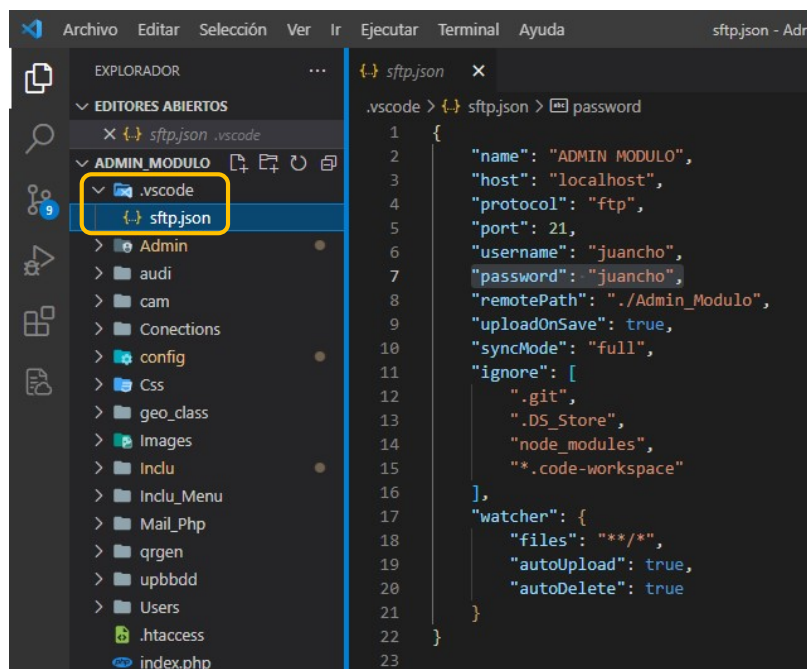 Archivo Editar Selección Ver Ir Ejecutar Terminal Ayuda sftp.json - Adr
EXPLORADOR ···
EDITORES ABIERTOS
{..} sftp.json .vscode
9
ADMIN_MODULO
.vscode
{..} sftp.json
Admin
audi
cam
Conections
config
Css
geo_class
Images
Inclu
Inclu_Menu
Mail_Php
qrgen
upbbdd
Users
.htaccess
index.php
{..} sftp.json
.vscode > {..} sftp.json > password
1 {
2 "name": "ADMIN MODULO",
3 "host": "localhost",
4 "protocol": "ftp",
5 "port": 21,
6 "username": "juancho",
7 "password": "juancho",
8 "remotePath": "./Admin_Modulo",
9 "uploadOnSave": true,
10 "syncMode": "full",
11 "ignore": [
12 ".git",
13 ".DS_Store",
14 "node_modules",
15 "*.code-workspace"
16 ],
17 "watcher": {
18 "files": "**/*",
19 "autoUpload": true,
20 "autoDelete": true
21 }
22 }
23